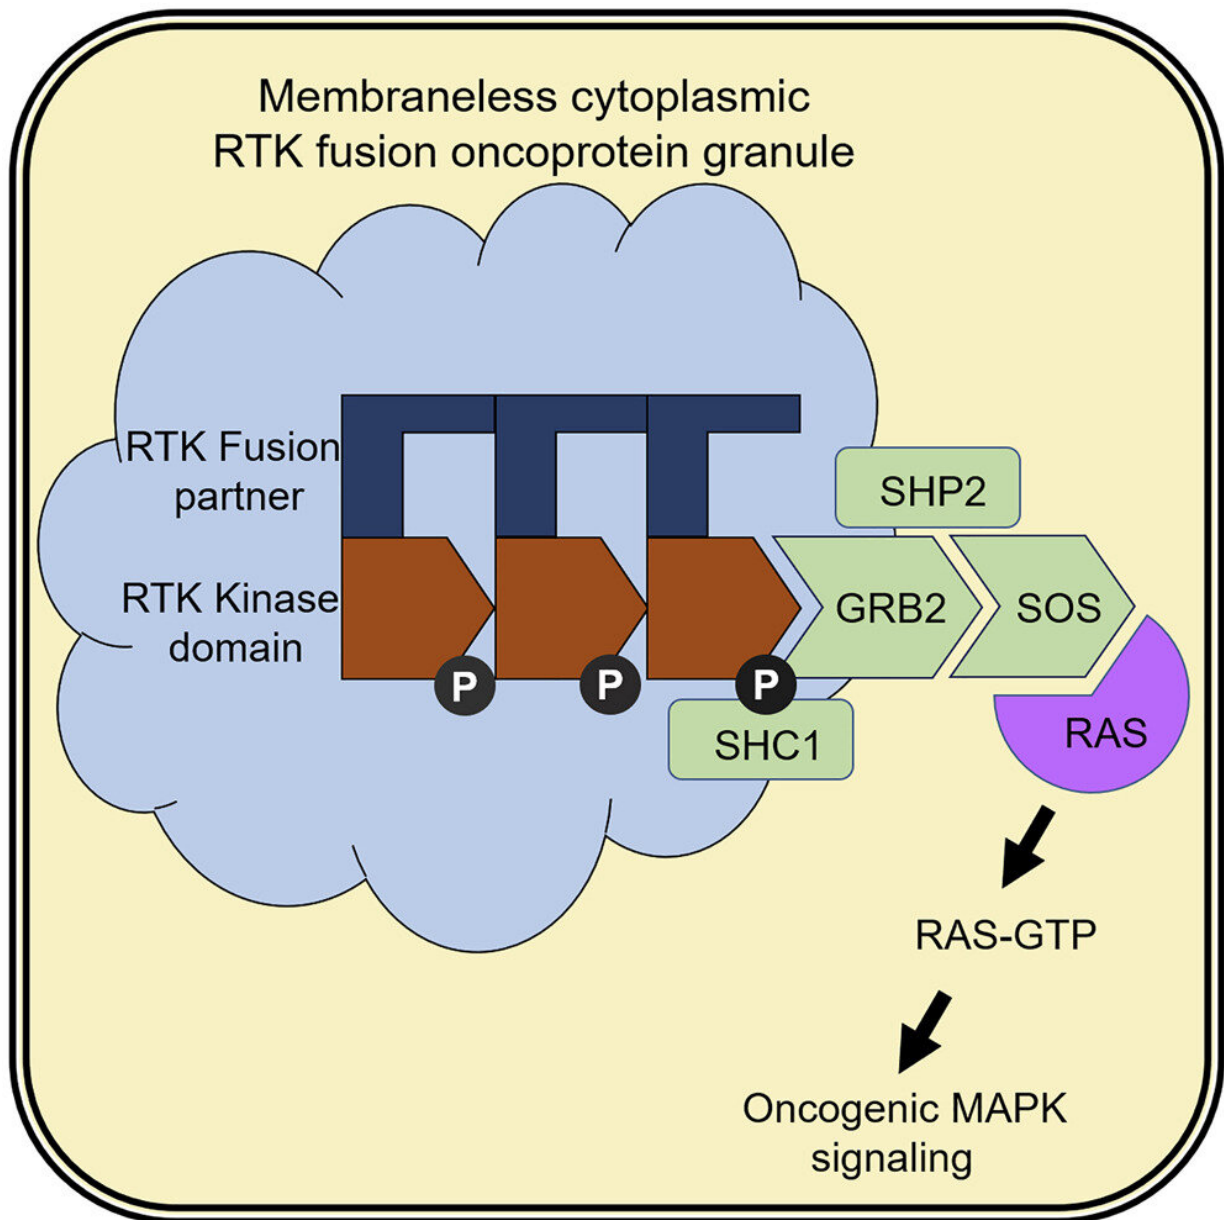 Membraneless cytoplasmic
RTK fusion oncoprotein granule
RTK Fusion
partner
SHP2
RTK Kinase
domain
GRB2
SOS
P
P
P
SHC1
RAS
RAS-GTP
Oncogenic MAPK
signaling